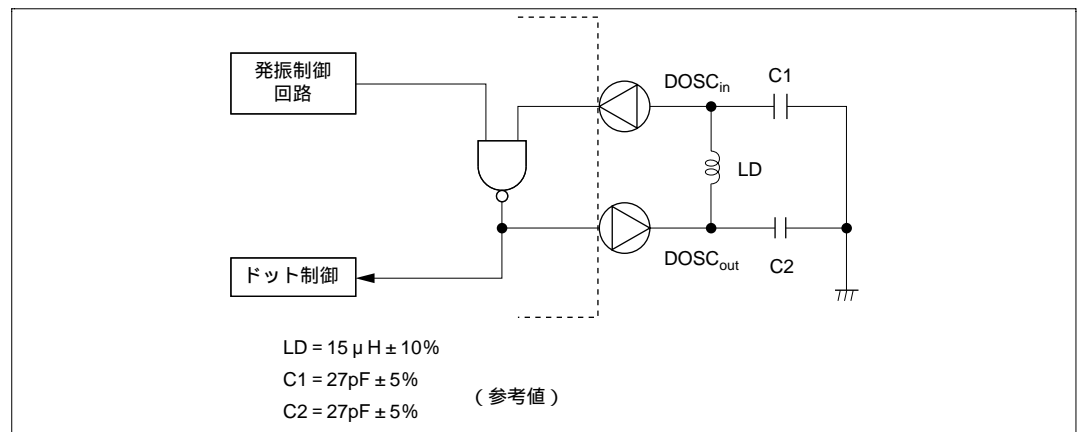 発振制御
回路
DOSCin
C1
LD
DOSCout
C2
ドット制御
LD = 15 μ H ± 10%
C1 = 27pF ± 5%
(参考値)
C2 = 27pF ± 5%